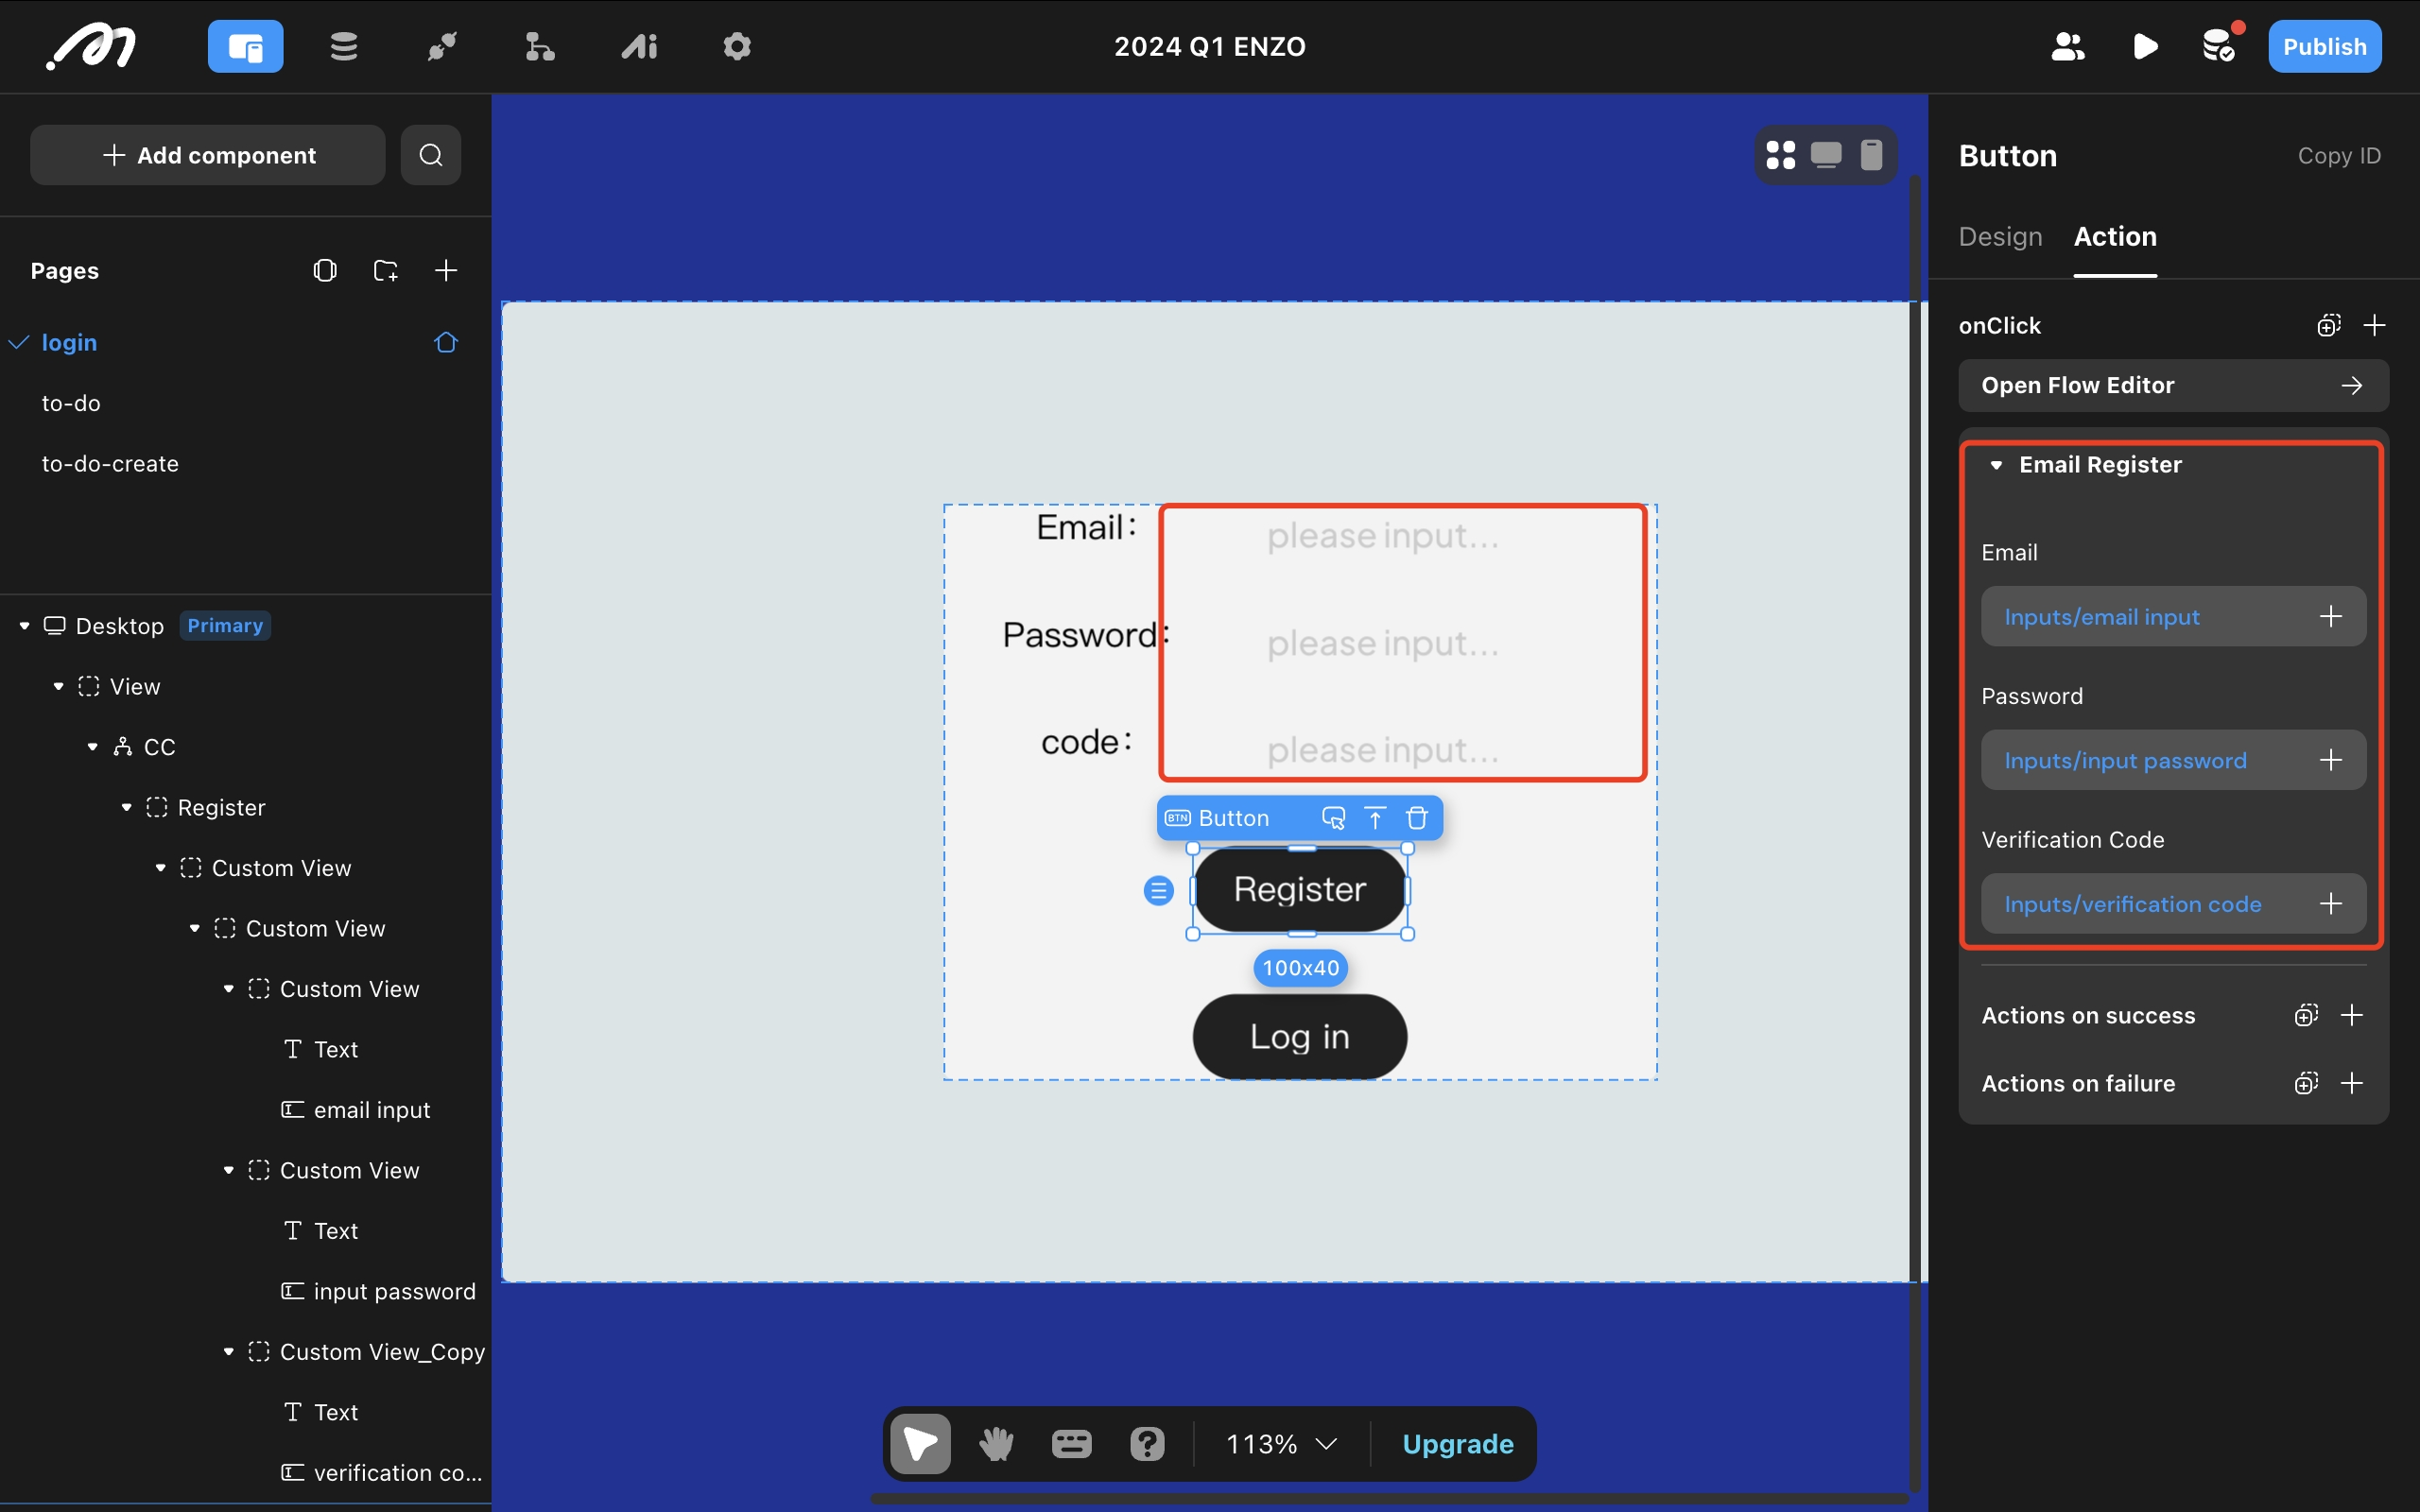 2024 Q1 ENZO
Publish
Add component
Pages
login
to-do
to-do-create
Desktop Primary
View
CC
Register
Custom View
Custom View
Custom View
Text
email input
Custom View
Text
input password
Custom View_Copy
Text
verification co...
Email:
please input...
Password:
please input...
code:
please input...
BTN Button
Register
100x40
Log in
113%
Upgrade
Button
Copy ID
Design
Action
onClick
Open Flow Editor
Email Register
Email
Inputs/email input
Password
Inputs/input password
Verification Code
Inputs/verification code
Actions on success
Actions on failure